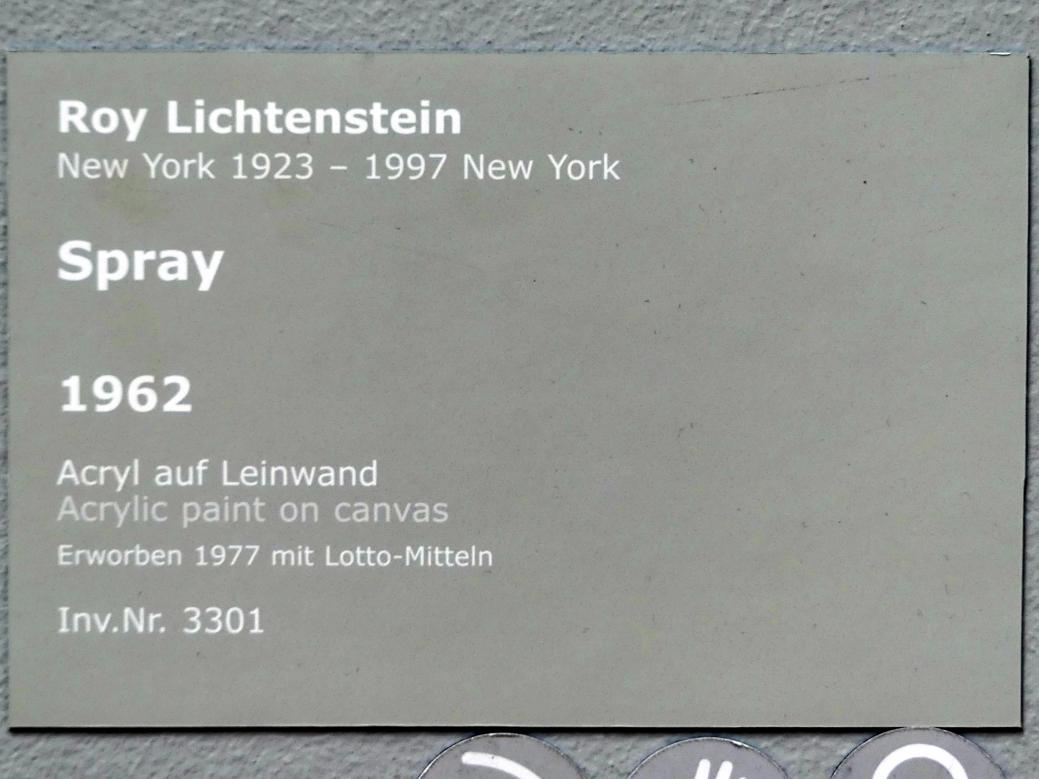 Roy Lichtenstein
New York 1923 – 1997 New York
Spray
1962
Acryl auf Leinwand
Acrylic paint on canvas
Erworben 1977 mit Lotto-Mitteln
Inv.Nr. 3301